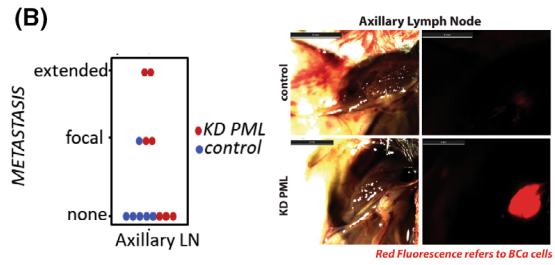 (B)
METASTASIS
extended
focal
none
Axillary LN
KD PML
control
Axillary Lymph Node
control
KD PML
Red Fluorescence refers to BCa cells